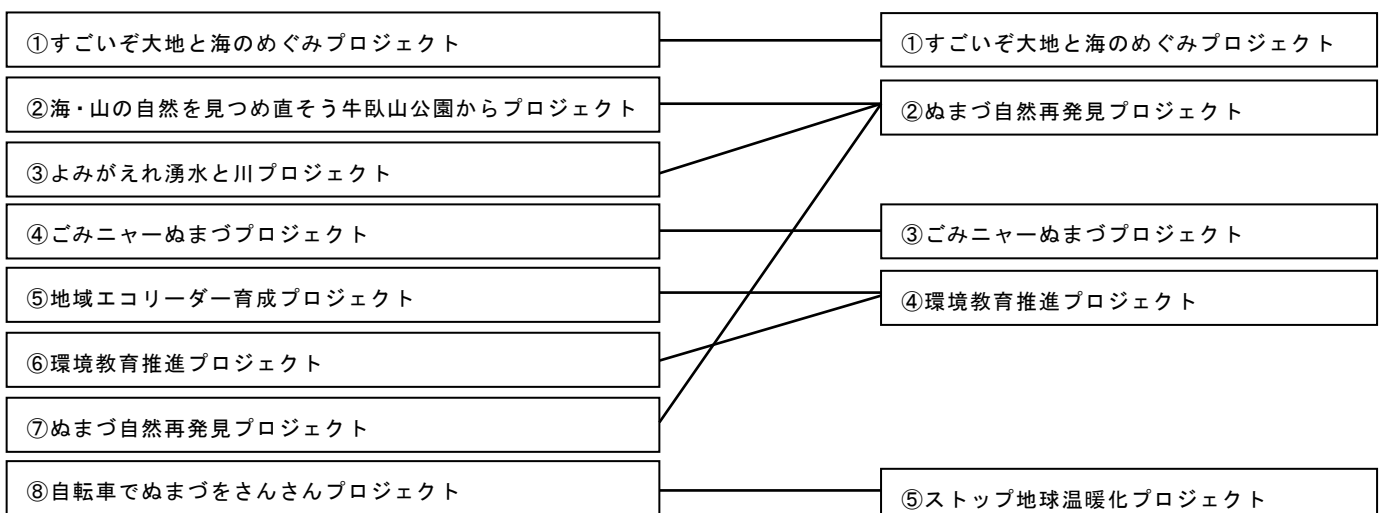 ①すごいぞ大地と海のめぐみプロジェクト
②海・山の自然を見つめ直そう牛臥山公園からプロジェクト
③よみがえれ湧水と川プロジェクト
④ごみニャーぬまづプロジェクト
⑤地域エコリーダー育成プロジェクト
⑥環境教育推進プロジェクト
⑦ぬまづ自然再発見プロジェクト
⑧自転車でぬまづをさんさんプロジェクト
①すごいぞ大地と海のめぐみプロジェクト
②ぬまづ自然再発見プロジェクト
③ごみニャーぬまづプロジェクト
④環境教育推進プロジェクト
⑤ストップ地球温暖化プロジェクト